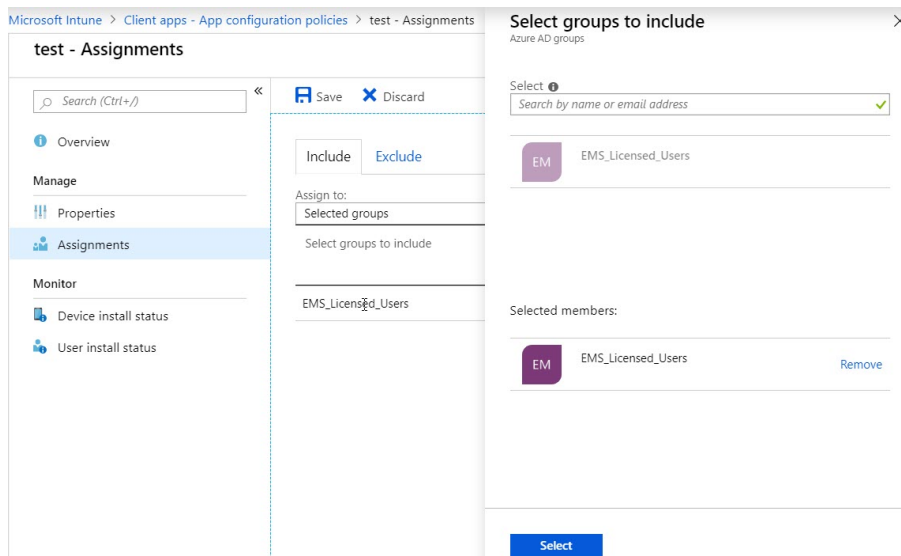 Microsoft Intune > Client apps - App configuration policies > test - Assignments
test - Assignments
Search (Ctrl+/)
Overview
Manage
Properties
Assignments
Monitor
Device install status
User install status
Save Discard
Include Exclude
Assign to:
Selected groups
Select groups to include
EMS_Licensed_Users
Select groups to include
Azure AD groups
Select
Search by name or email address
EM EMS_Licensed_Users
Selected members:
EM EMS_Licensed_Users Remove
Select